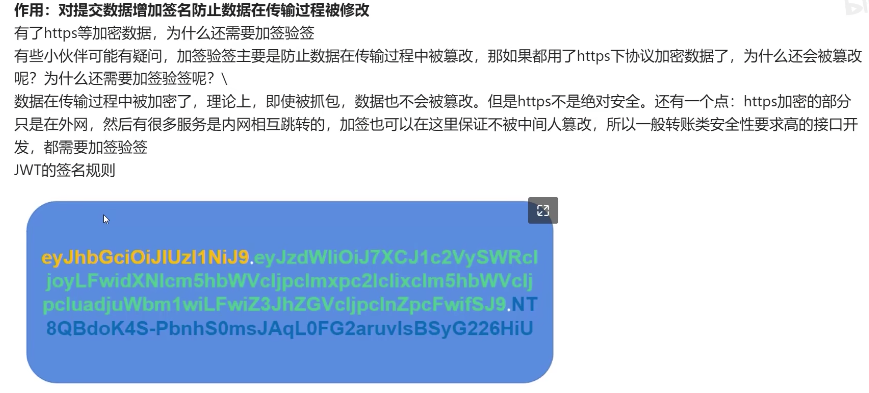 作用：对提交数据增加签名防止数据在传输过程被修改
有了https等加密数据，为什么还需要加签验签
有些小伙伴可能有疑问，加签验签主要是防止数据在传输过程中被篡改，那如果都用了https下协议加密数据了，为什么还会被篡改
呢？为什么还需要加签验签呢？\
数据在传输过程中被加密了，理论上，即使被抓包，数据也不会被篡改。但是https不是绝对安全。还有一个点：https加密的部分
只是在外网，然后有很多服务是内网相互跳转的，加签也可以在这里保证不被中间人篡改，所以一般转账类安全性要求高的接口开
发，都需要加签验签
JWT的签名规则
eyJhbGciOiJIUzI1NiJ9.eyJzdWIiOiJ7XCJ1c2VySWRcI
joyLFwidXNlcm5hbWVcIjpcImxpc2lcIixcIm5hbWVcIj
pcIuadjuWbm1wiLFwiZ3JhZGVcIjpcInZpcFwifSJ9.NT
8QBdoK4S-PbnhS0msJAqL0FG2aruvIsBSyG226HiU